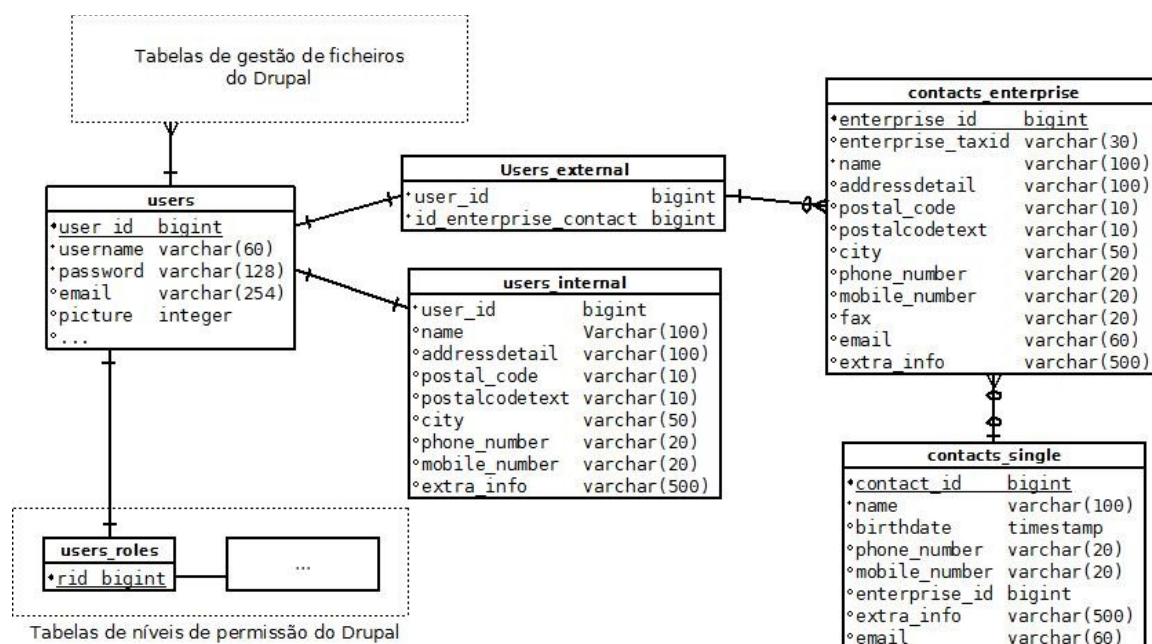 Tabelas de gestão de ficheiros
do Drupal
users
user_id bigint
username varchar(60)
password varchar(128)
email varchar(254)
picture integer
...
Users_external
user_id bigint
id_enterprise_contact bigint
users_internal
user_id bigint
name Varchar(100)
addressdetail varchar(100)
postal_code varchar(10)
postalcodetext varchar(10)
city varchar(50)
phone_number varchar(20)
mobile_number varchar(20)
extra_info varchar(500)
contacts_enterprise
enterprise_id bigint
enterprise_taxid varchar(30)
name varchar(100)
addressdetail varchar(100)
postal_code varchar(10)
postalcodetext varchar(10)
city varchar(50)
phone_number varchar(20)
mobile_number varchar(20)
fax varchar(20)
email varchar(60)
extra_info varchar(500)
contacts_single
contact_id bigint
name varchar(100)
birthdate timestamp
phone_number varchar(20)
mobile_number varchar(20)
enterprise_id bigint
extra_info varchar(500)
email varchar(60)
users_roles
rid bigint
...
Tabelas de níveis de permissão do Drupal